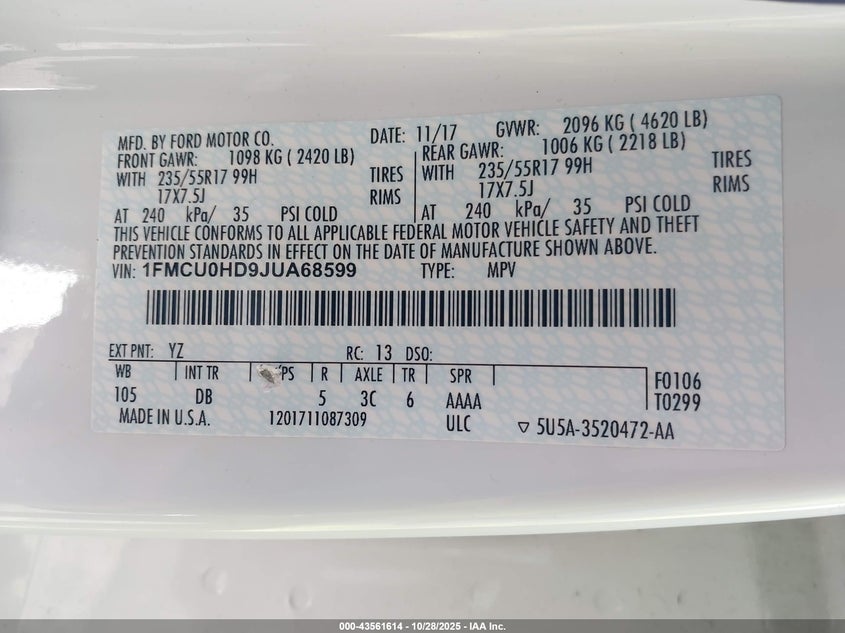 MFD. BY FORD MOTOR CO. DATE: 11/17 GVWR: 2096 KG ( 4620 LB)
FRONT GAWR: 1098 KG ( 2420 LB) REAR GAWR: 1006 KG ( 2218 LB)
WITH 235/55R17 99H TIRES WITH 235/55R17 99H TIRES
17X7.5J RIMS 17X7.5J RIMS
AT 240 kPa/ 35 PSI COLD AT 240 kPa/ 35 PSI COLD
THIS VEHICLE CONFORMS TO ALL APPLICABLE FEDERAL MOTOR VEHICLE SAFETY AND THEFT
PREVENTION STANDARDS IN EFFECT ON THE DATE OF MANUFACTURE SHOWN ABOVE.
VIN: 1FMCU0HD9JUA68599 TYPE: MPV
EXT PNT: YZ RC: 13 DSO:
WB INT TR PS R AXLE TR SPR F0106
105 DB 5 3C 6 AAAA T0299
MADE IN U.S.A. 1201711087309 ULC ▽ 5U5A-3520472-AA
000-43561614 - 10/28/2025 - IAA Inc.